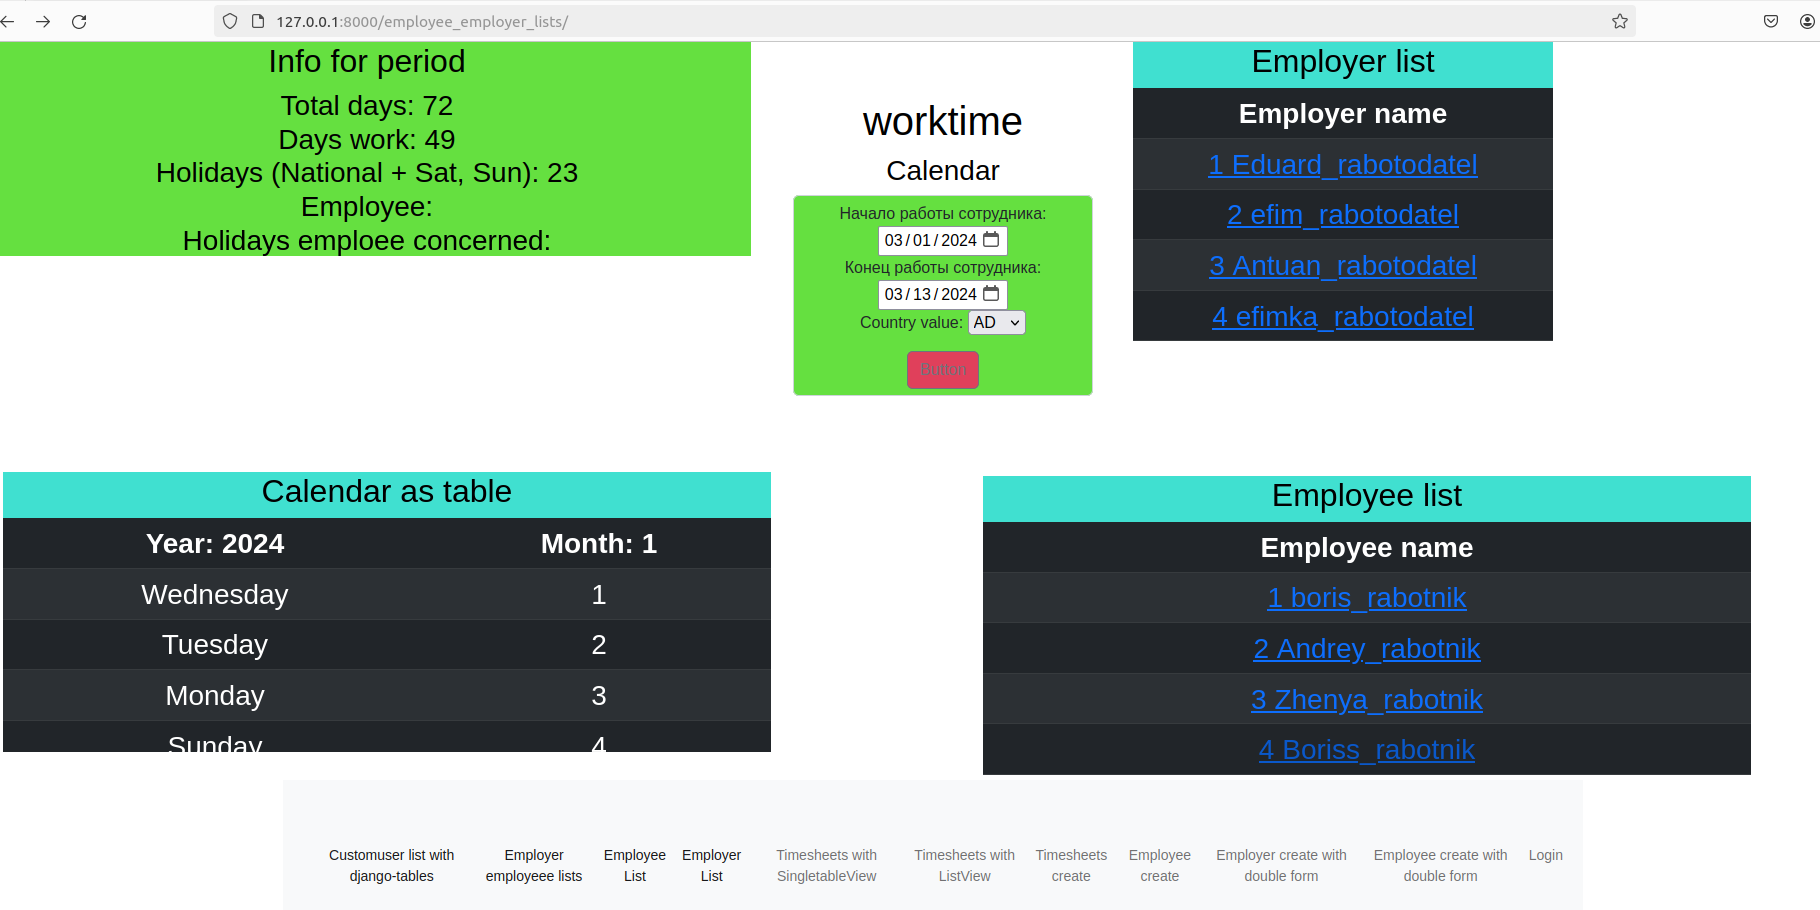 127.0.0.1:8000/employee_employer_lists/
Info for period
Total days: 72
Days work: 49
Holidays (National + Sat, Sun): 23
Employee:
Holidays emploee concerned:
worktime
Calendar
Начало работы сотрудника:
03/01/2024
Конец работы сотрудника:
03/13/2024
Country value: AD
Button
Employer list
Employer name
1 Eduard_rabotodatel
2 efim_rabotodatel
3 Antuan_rabotodatel
4 efimka_rabotodatel
Calendar as table
Year: 2024 Month: 1
Wednesday 1
Tuesday 2
Monday 3
Sunday 4
Employee list
Employee name
1 boris_rabotnik
2 Andrey_rabotnik
3 Zhenya_rabotnik
4 Boriss_rabotnik
Customuser list with
django-tables
Employer
employeee lists
Employee
List
Employer
List
Timesheets with
SingletableView
Timesheets with
ListView
Timesheets
create
Employee
create
Employer create with
double form
Employee create with
double form
Login